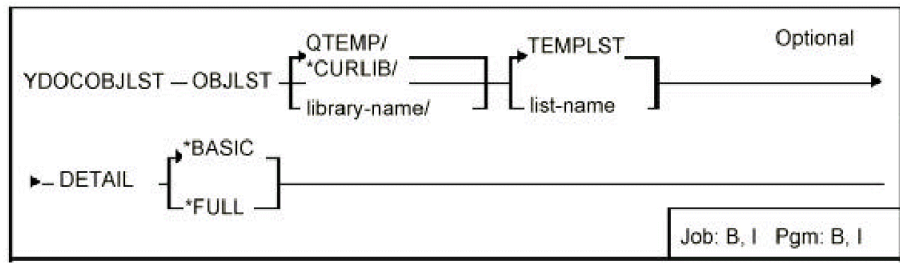 QTEMP/
*CURLIB/
TEMPLST
Optional
YDOCOBJLST
OBJLST
library-name/
list-name
*BASIC
DETAIL
*FULL
Job: B, I Pgm: B, I